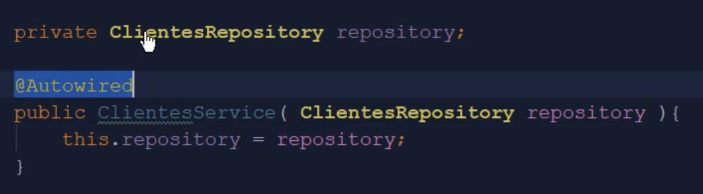 private ClientesRepository repository;
@Autowired
public ClientesService( ClientesRepository repository ){
this.repository = repository;
}